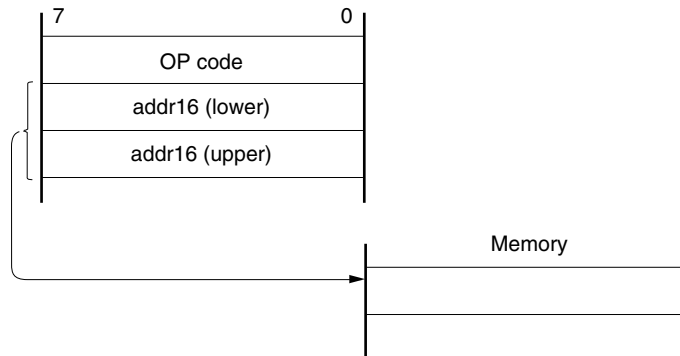 7 0
OP code
addr16 (lower)
addr16 (upper)
Memory